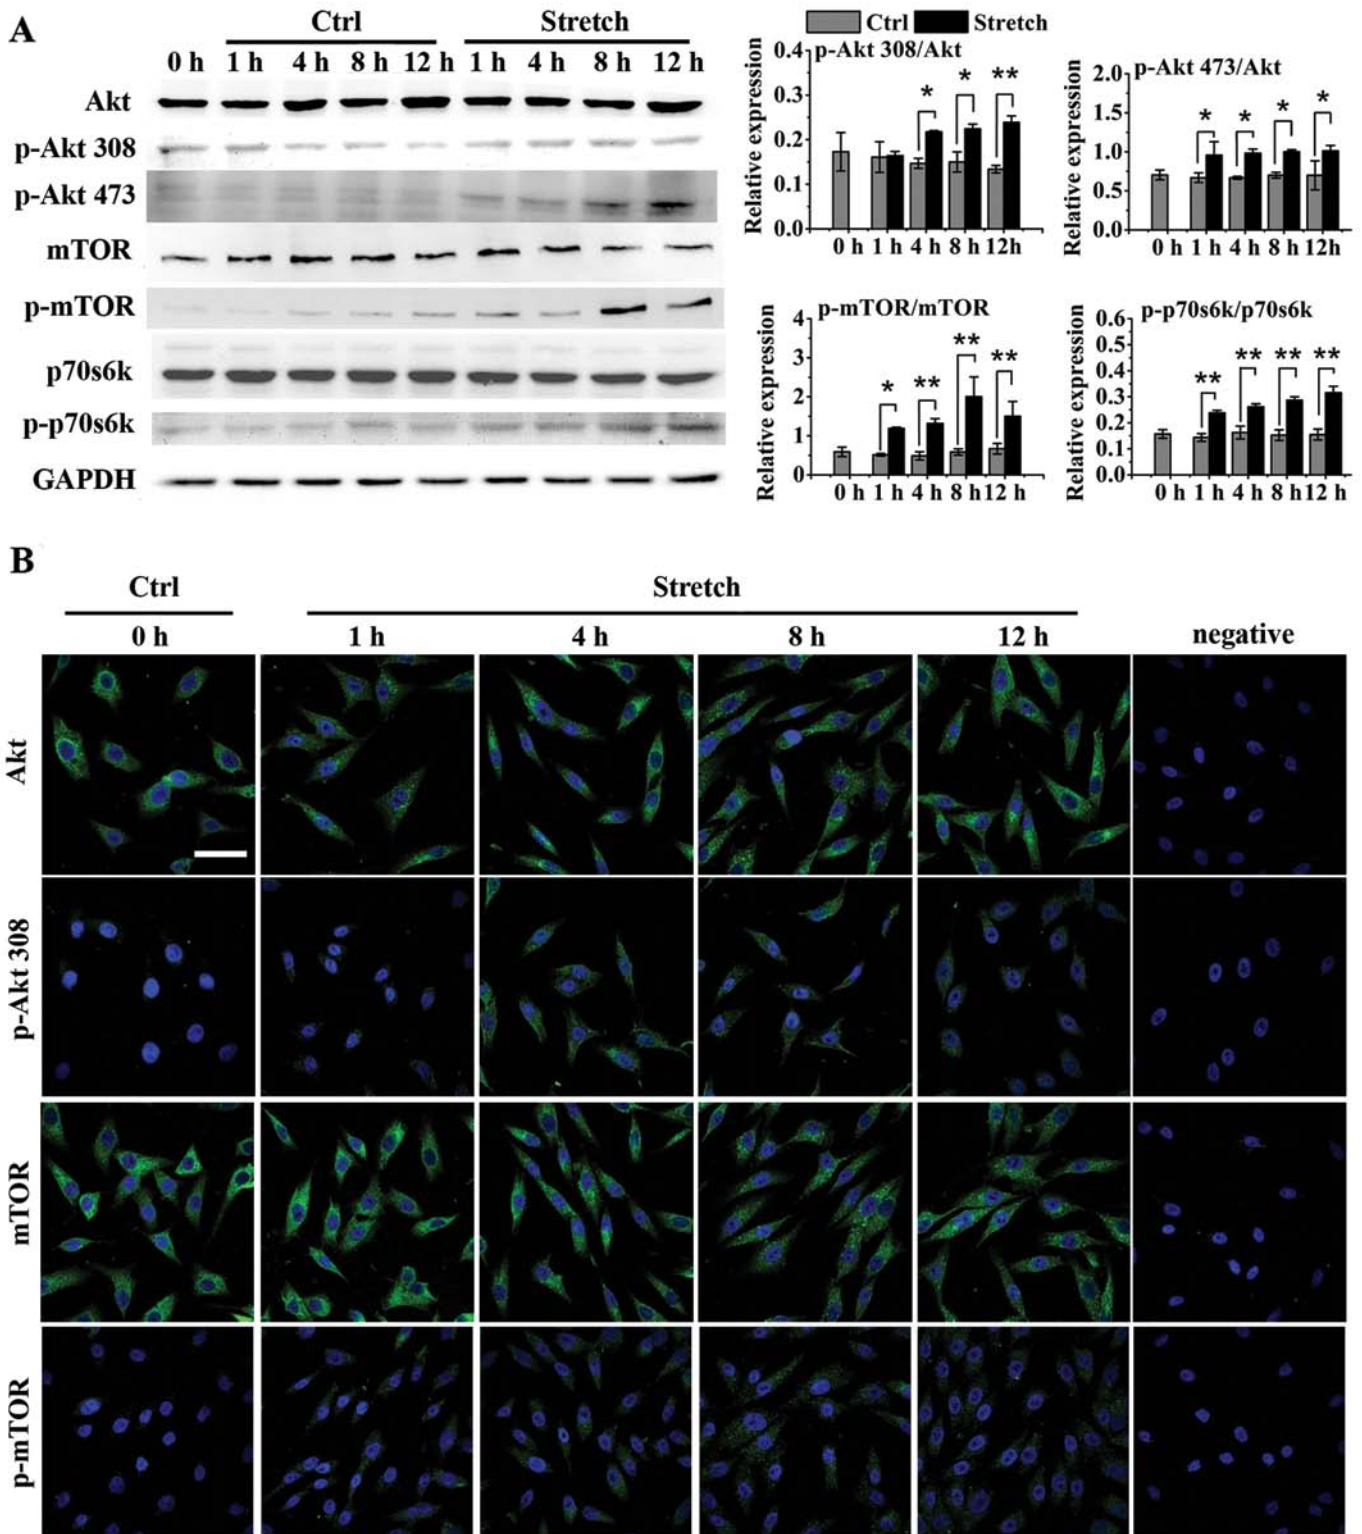 A
Ctrl
Stretch
0 h 1 h 4 h 8 h 12 h 1 h 4 h 8 h 12 h
Akt
p-Akt 308
p-Akt 473
mTOR
p-mTOR
p70s6k
p-p70s6k
GAPDH
Ctrl Stretch
p-Akt 308/Akt
Relative expression
0.4
0.3
0.2
0.1
0.0
* * **
0 h 1 h 4 h 8 h 12h
p-Akt 473/Akt
Relative expression
2.0
1.5
1.0
0.5
0.0
* * * *
0 h 1 h 4 h 8 h 12 h
p-mTOR/mTOR
Relative expression
4
3
2
1
0
* ** ** **
0 h 1 h 4 h 8 h 12 h
p-p70s6k/p70s6k
Relative expression
0.6
0.5
0.4
0.3
0.2
0.1
0.0
** ** ** **
0 h 1 h 4 h 8 h 12 h
B
Ctrl
Stretch
0 h 1 h 4 h 8 h 12 h negative
Akt
p-Akt 308
mTOR
p-mTOR